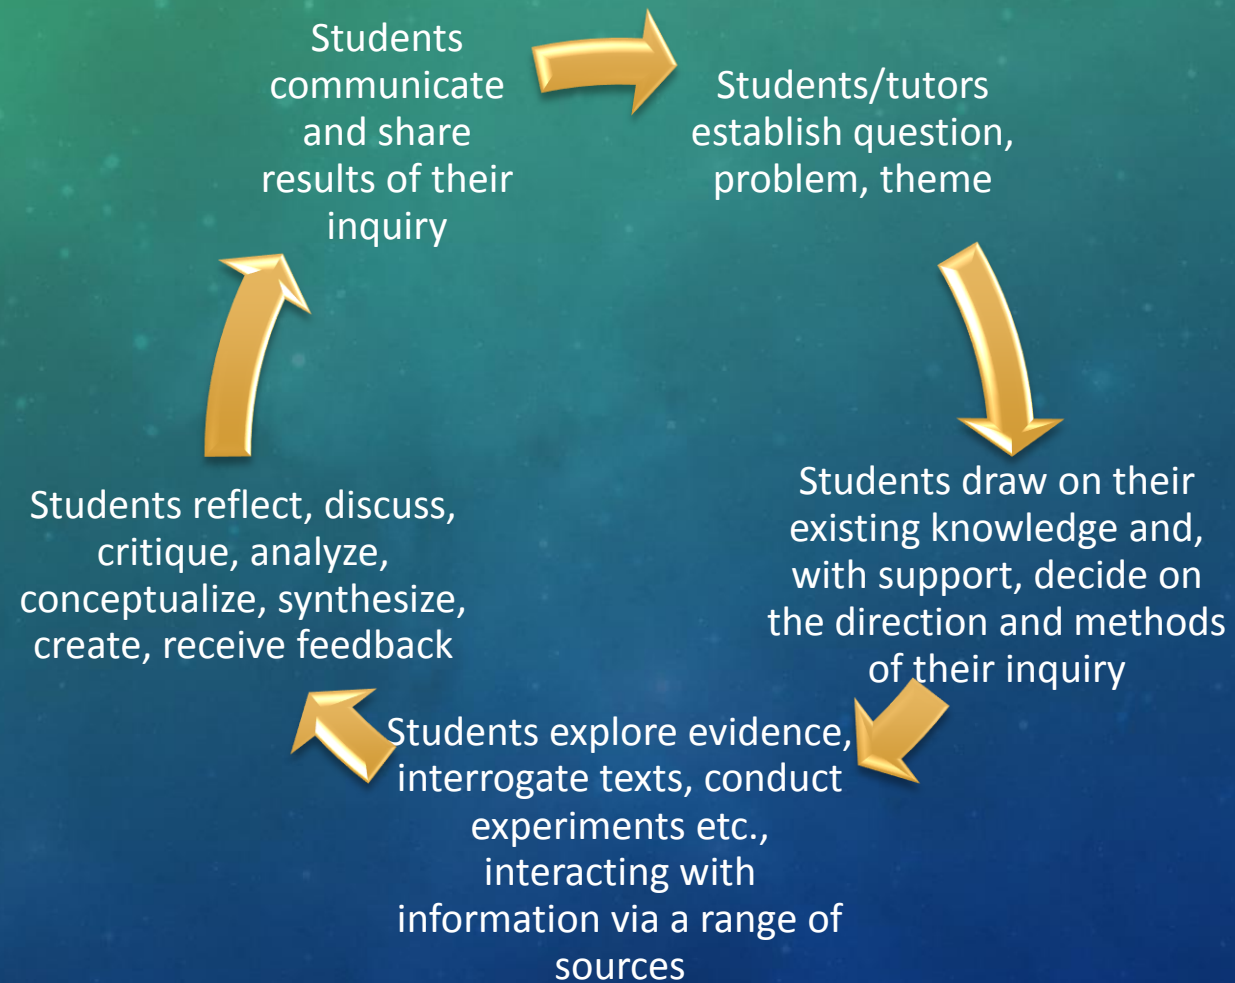 Students
communicate
and share
results of their
inquiry
Students/tutors
establish question,
problem, theme
Students draw on their
existing knowledge and,
with support, decide on
the direction and methods
of their inquiry
Students explore evidence,
interrogate texts, conduct
experiments etc.,
interacting with
information via a range of
sources
Students reflect, discuss,
critique, analyze,
conceptualize, synthesize,
create, receive feedback